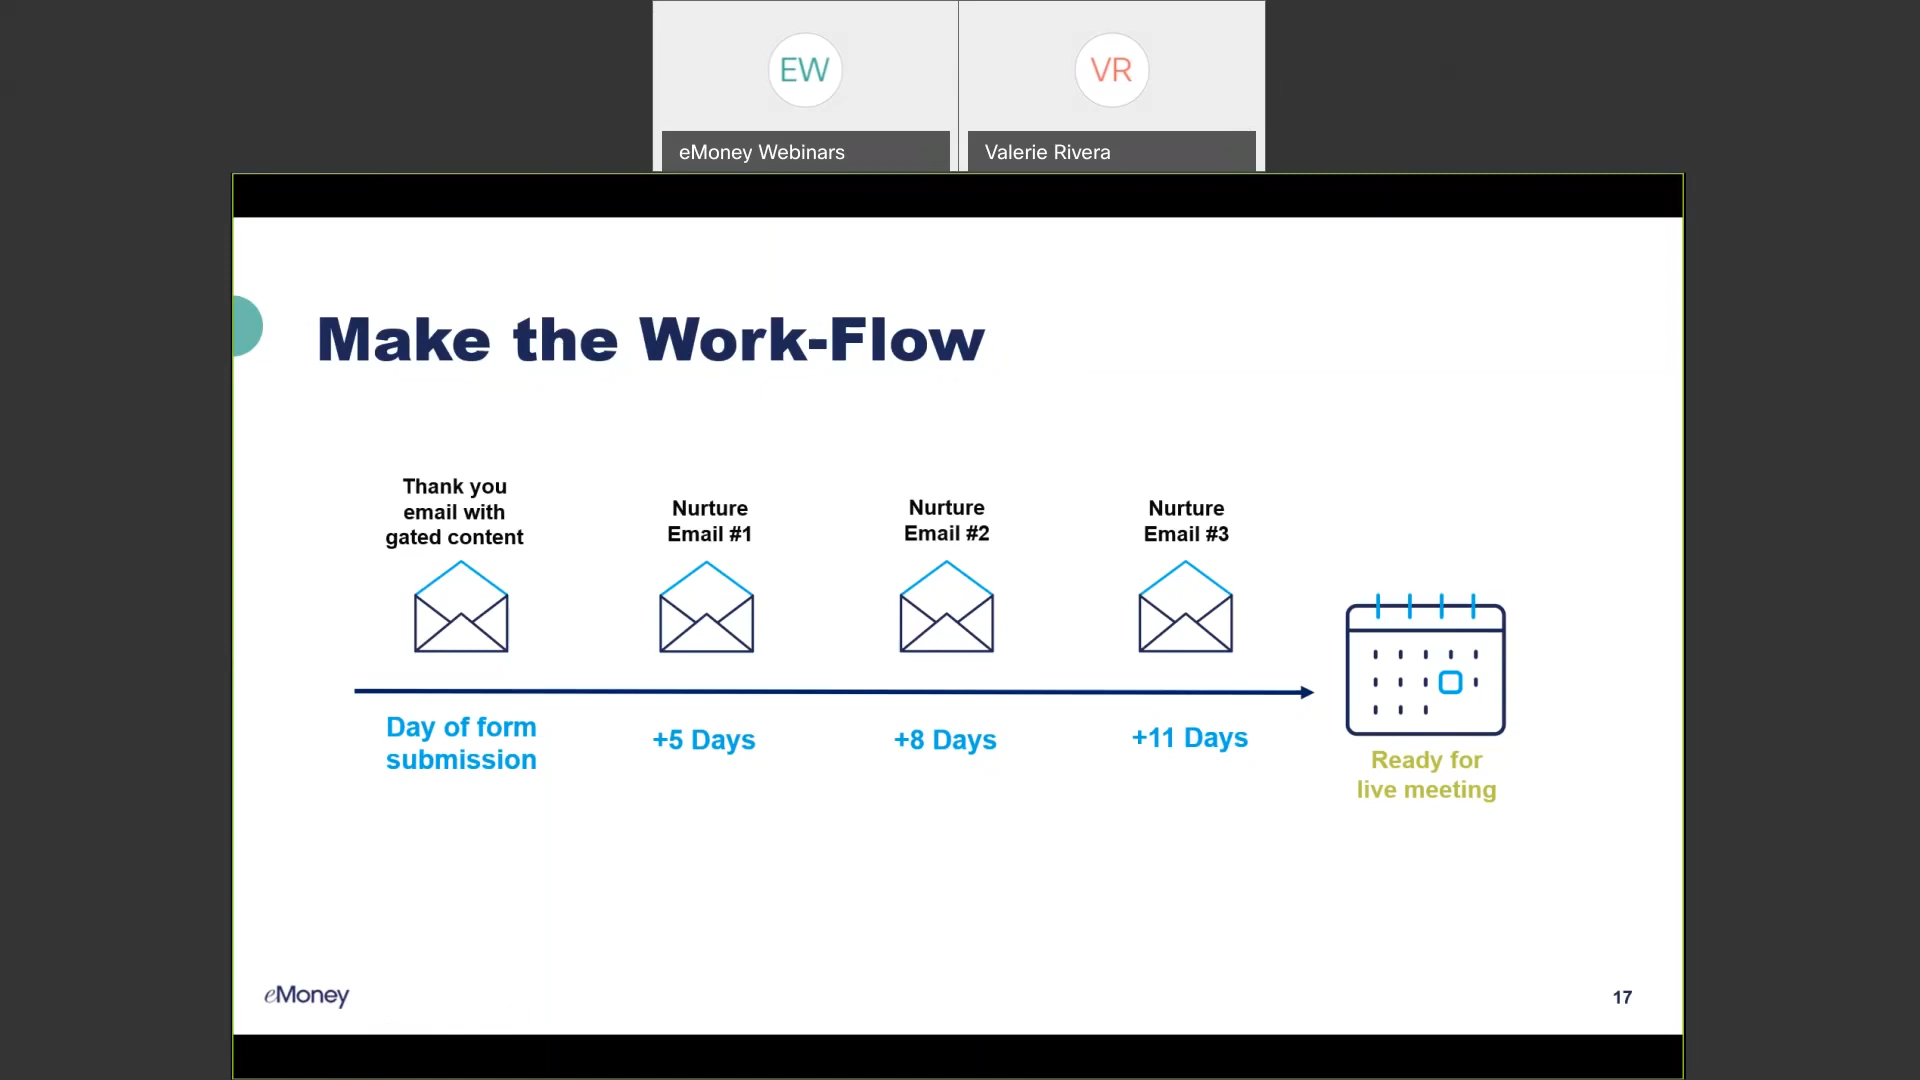 EW
VR
eMoney Webinars
Valerie Rivera
Make the Work-Flow
Thank you
email with
gated content
Nurture
Email #1
Nurture
Email #2
Nurture
Email #3
Day of form
submission
+5 Days
+8 Days
+11 Days
Ready for
live meeting
eMoney
17